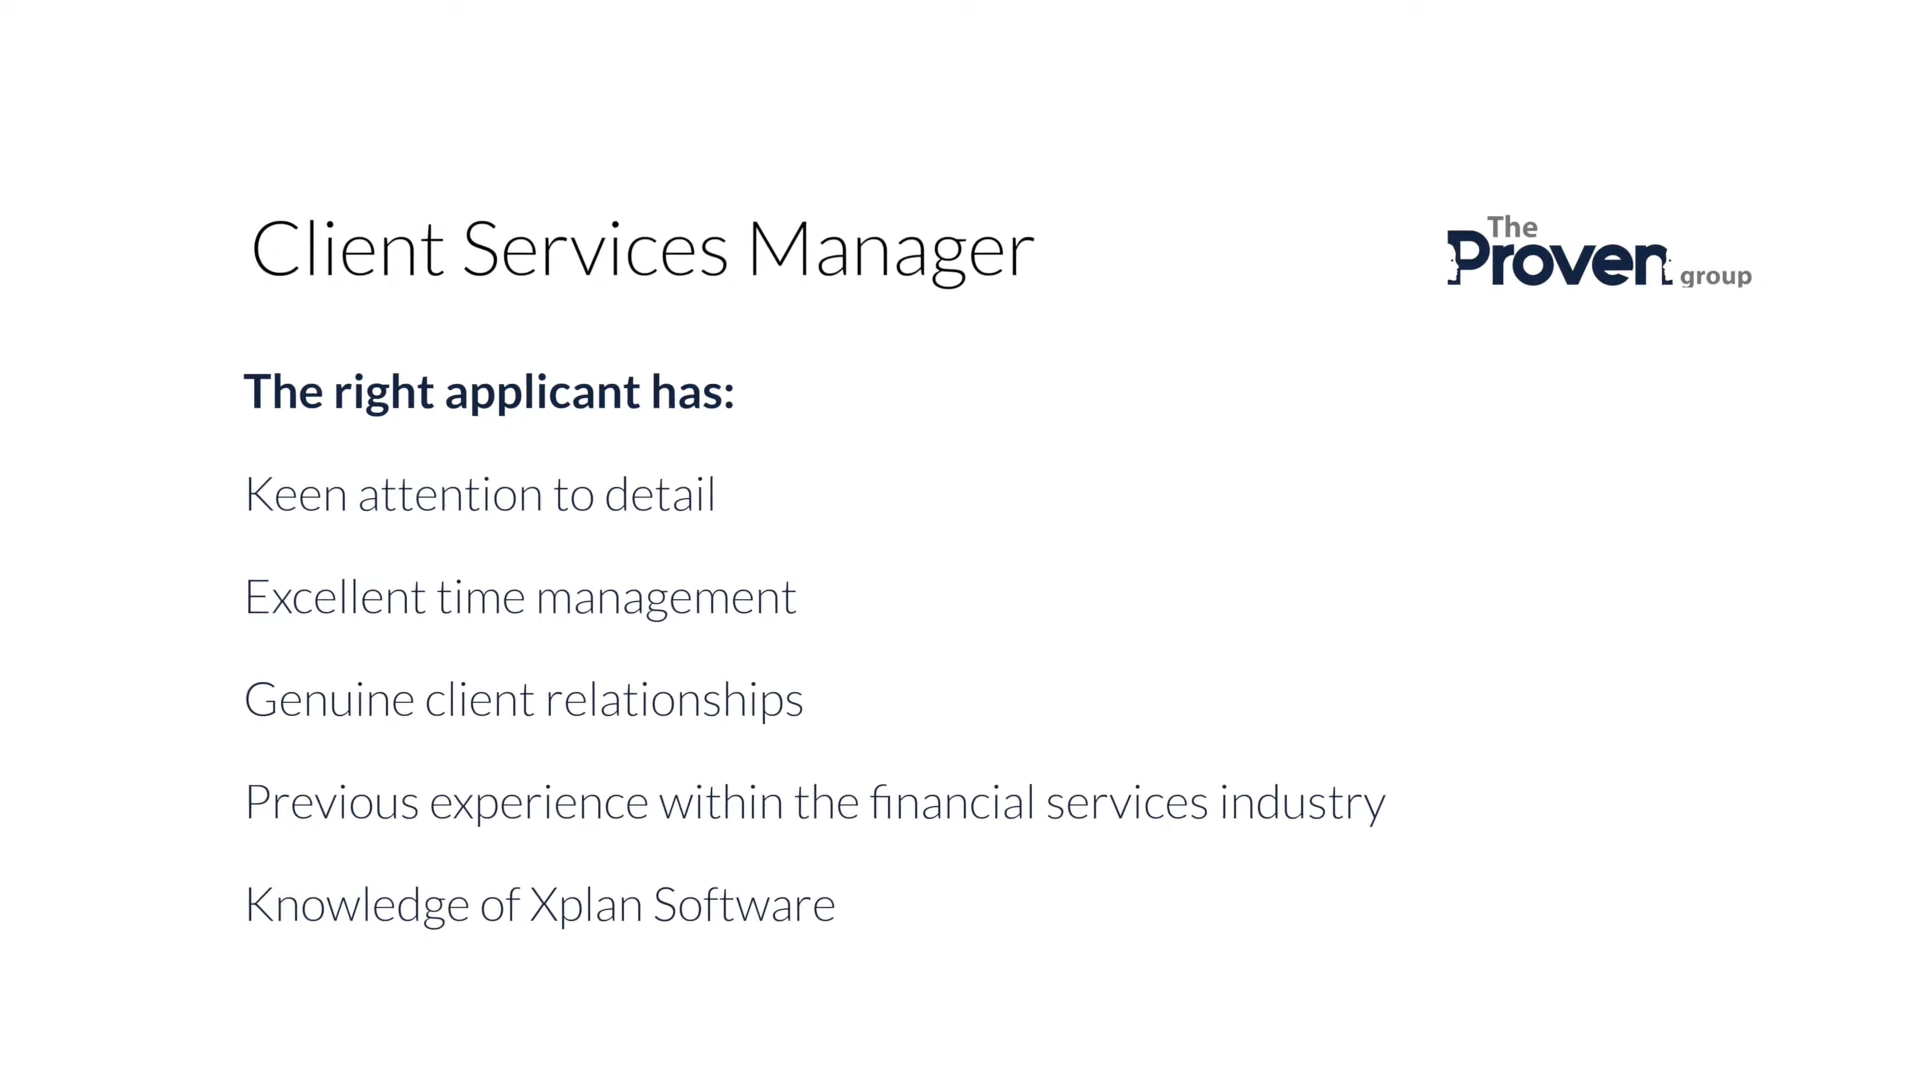 Client Services Manager
The
Proven
group
The right applicant has:
Keen attention to detail
Excellent time management
Genuine client relationships
Previous experience within the financial services industry
Knowledge of Xplan Software